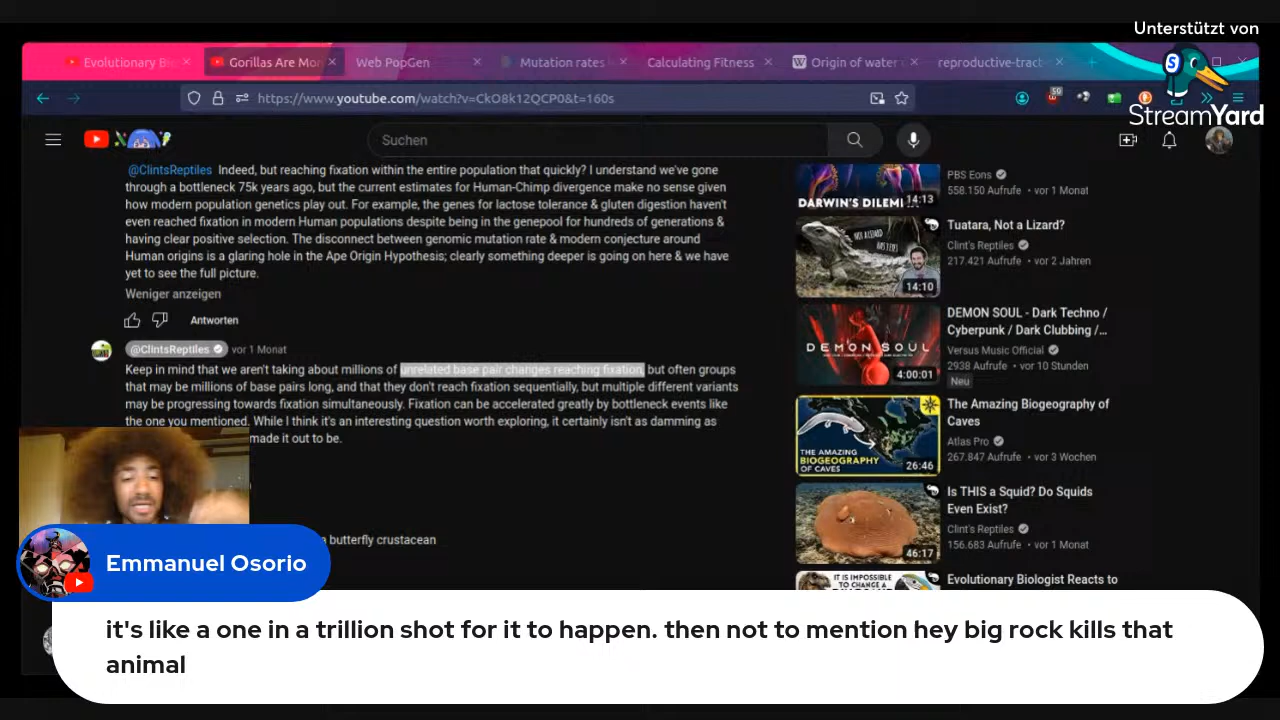 Unterstützt von
StreamYard
Evolutionary Bi
Gorillas Are Mor
Web PopGen
Mutation rates
Calculating Fitness
Origin of water
reproductive-tract
https://www.youtube.com/watch?v=CkO8k12QCP0&t=160s
Suchen
@ClintsReptiles Indeed, but reaching fixation within the entire population that quickly? I understand we've gone
through a bottleneck 75k years ago, but the current estimates for Human-Chimp divergence make no sense given
how modern population genetics play out. For example, the genes for lactose tolerance & gluten digestion haven't
even reached fixation in modern Human populations despite being in the genepool for hundreds of generations &
having clear positive selection. The disconnect between genomic mutation rate & modern conjecture around
Human origins is a glaring hole in the Ape Origin Hypothesis; clearly something deeper is going on here & we have
yet to see the full picture.
Weniger anzeigen
Antworten
@ClintsReptiles vor 1 Monat
Keep in mind that we aren't taking about millions of unrelated base pair changes reaching fixation, but often groups
that may be millions of base pairs long, and that they don't reach fixation sequentially, but multiple different variants
may be progressing towards fixation simultaneously. Fixation can be accelerated greatly by bottleneck events like
the one you mentioned. While I think it's an interesting question worth exploring, it certainly isn't as damming as
made it out to be.
butterfly crustacean
DARWIN'S DILEM
14:13
PBS Eons
558.150 Aufrufe • vor 1 Monat
14:10
Tuatara, Not a Lizard?
Clint's Reptiles
217.421 Aufrufe • vor 2 Jahren
DEMON SOUL
4:00:01
DEMON SOUL - Dark Techno /
Cyberpunk / Dark Clubbing /…
Versus Music Official
2938 Aufrufe • vor 10 Stunden
Neu
THE AMAZING
BIOGEOGRAPHY
OF CAVES
26:46
The Amazing Biogeography of
Caves
Atlas Pro
267.847 Aufrufe • vor 3 Wochen
46:17
Is THIS a Squid? Do Squids
Even Exist?
Clint's Reptiles
156.683 Aufrufe • vor 1 Monat
IT IS IMPOSSIBLE
TO CHANGE A
Evolutionary Biologist Reacts to
Emmanuel Osorio
it's like a one in a trillion shot for it to happen. then not to mention hey big rock kills that
animal